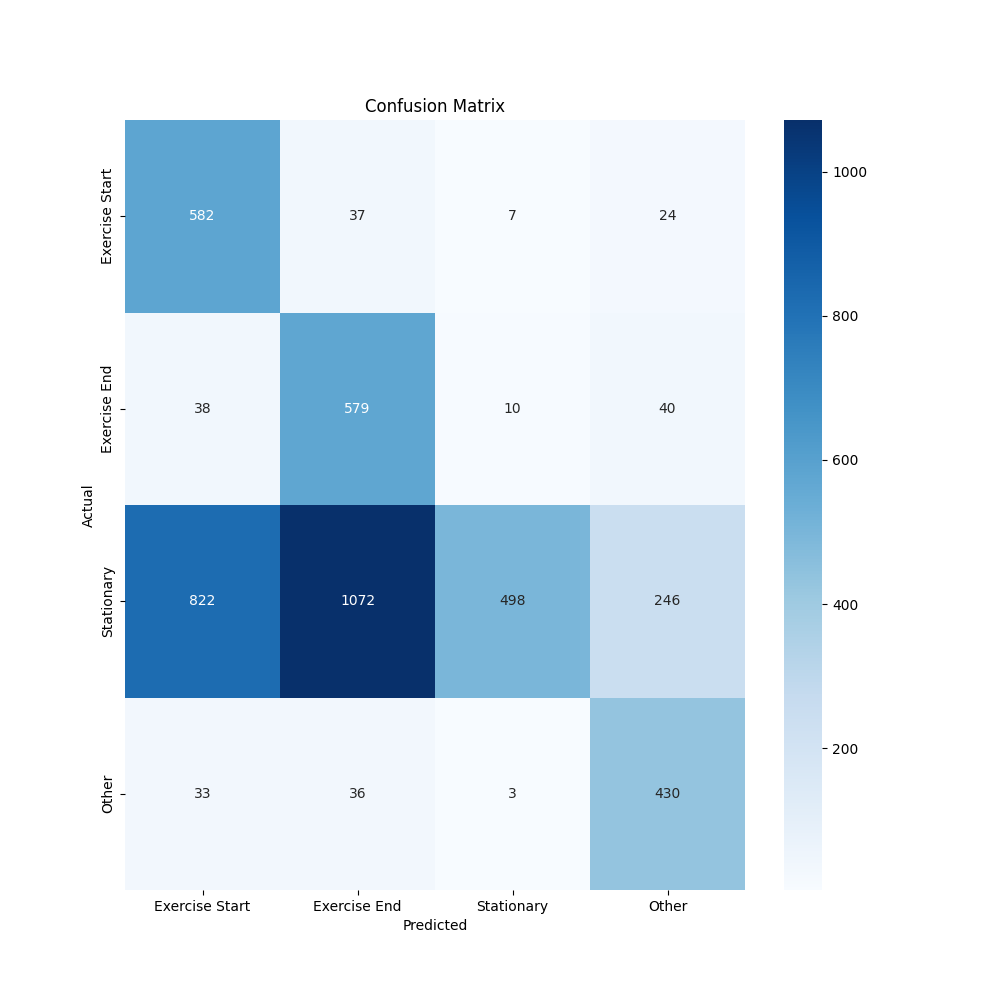 Confusion Matrix
Exercise Start
582
37
7
24
Exercise End
38
579
10
40
Stationary
822
1072
498
246
Other
33
36
3
430
Actual
Exercise Start
Exercise End
Stationary
Other
Predicted
1000
800
600
400
200